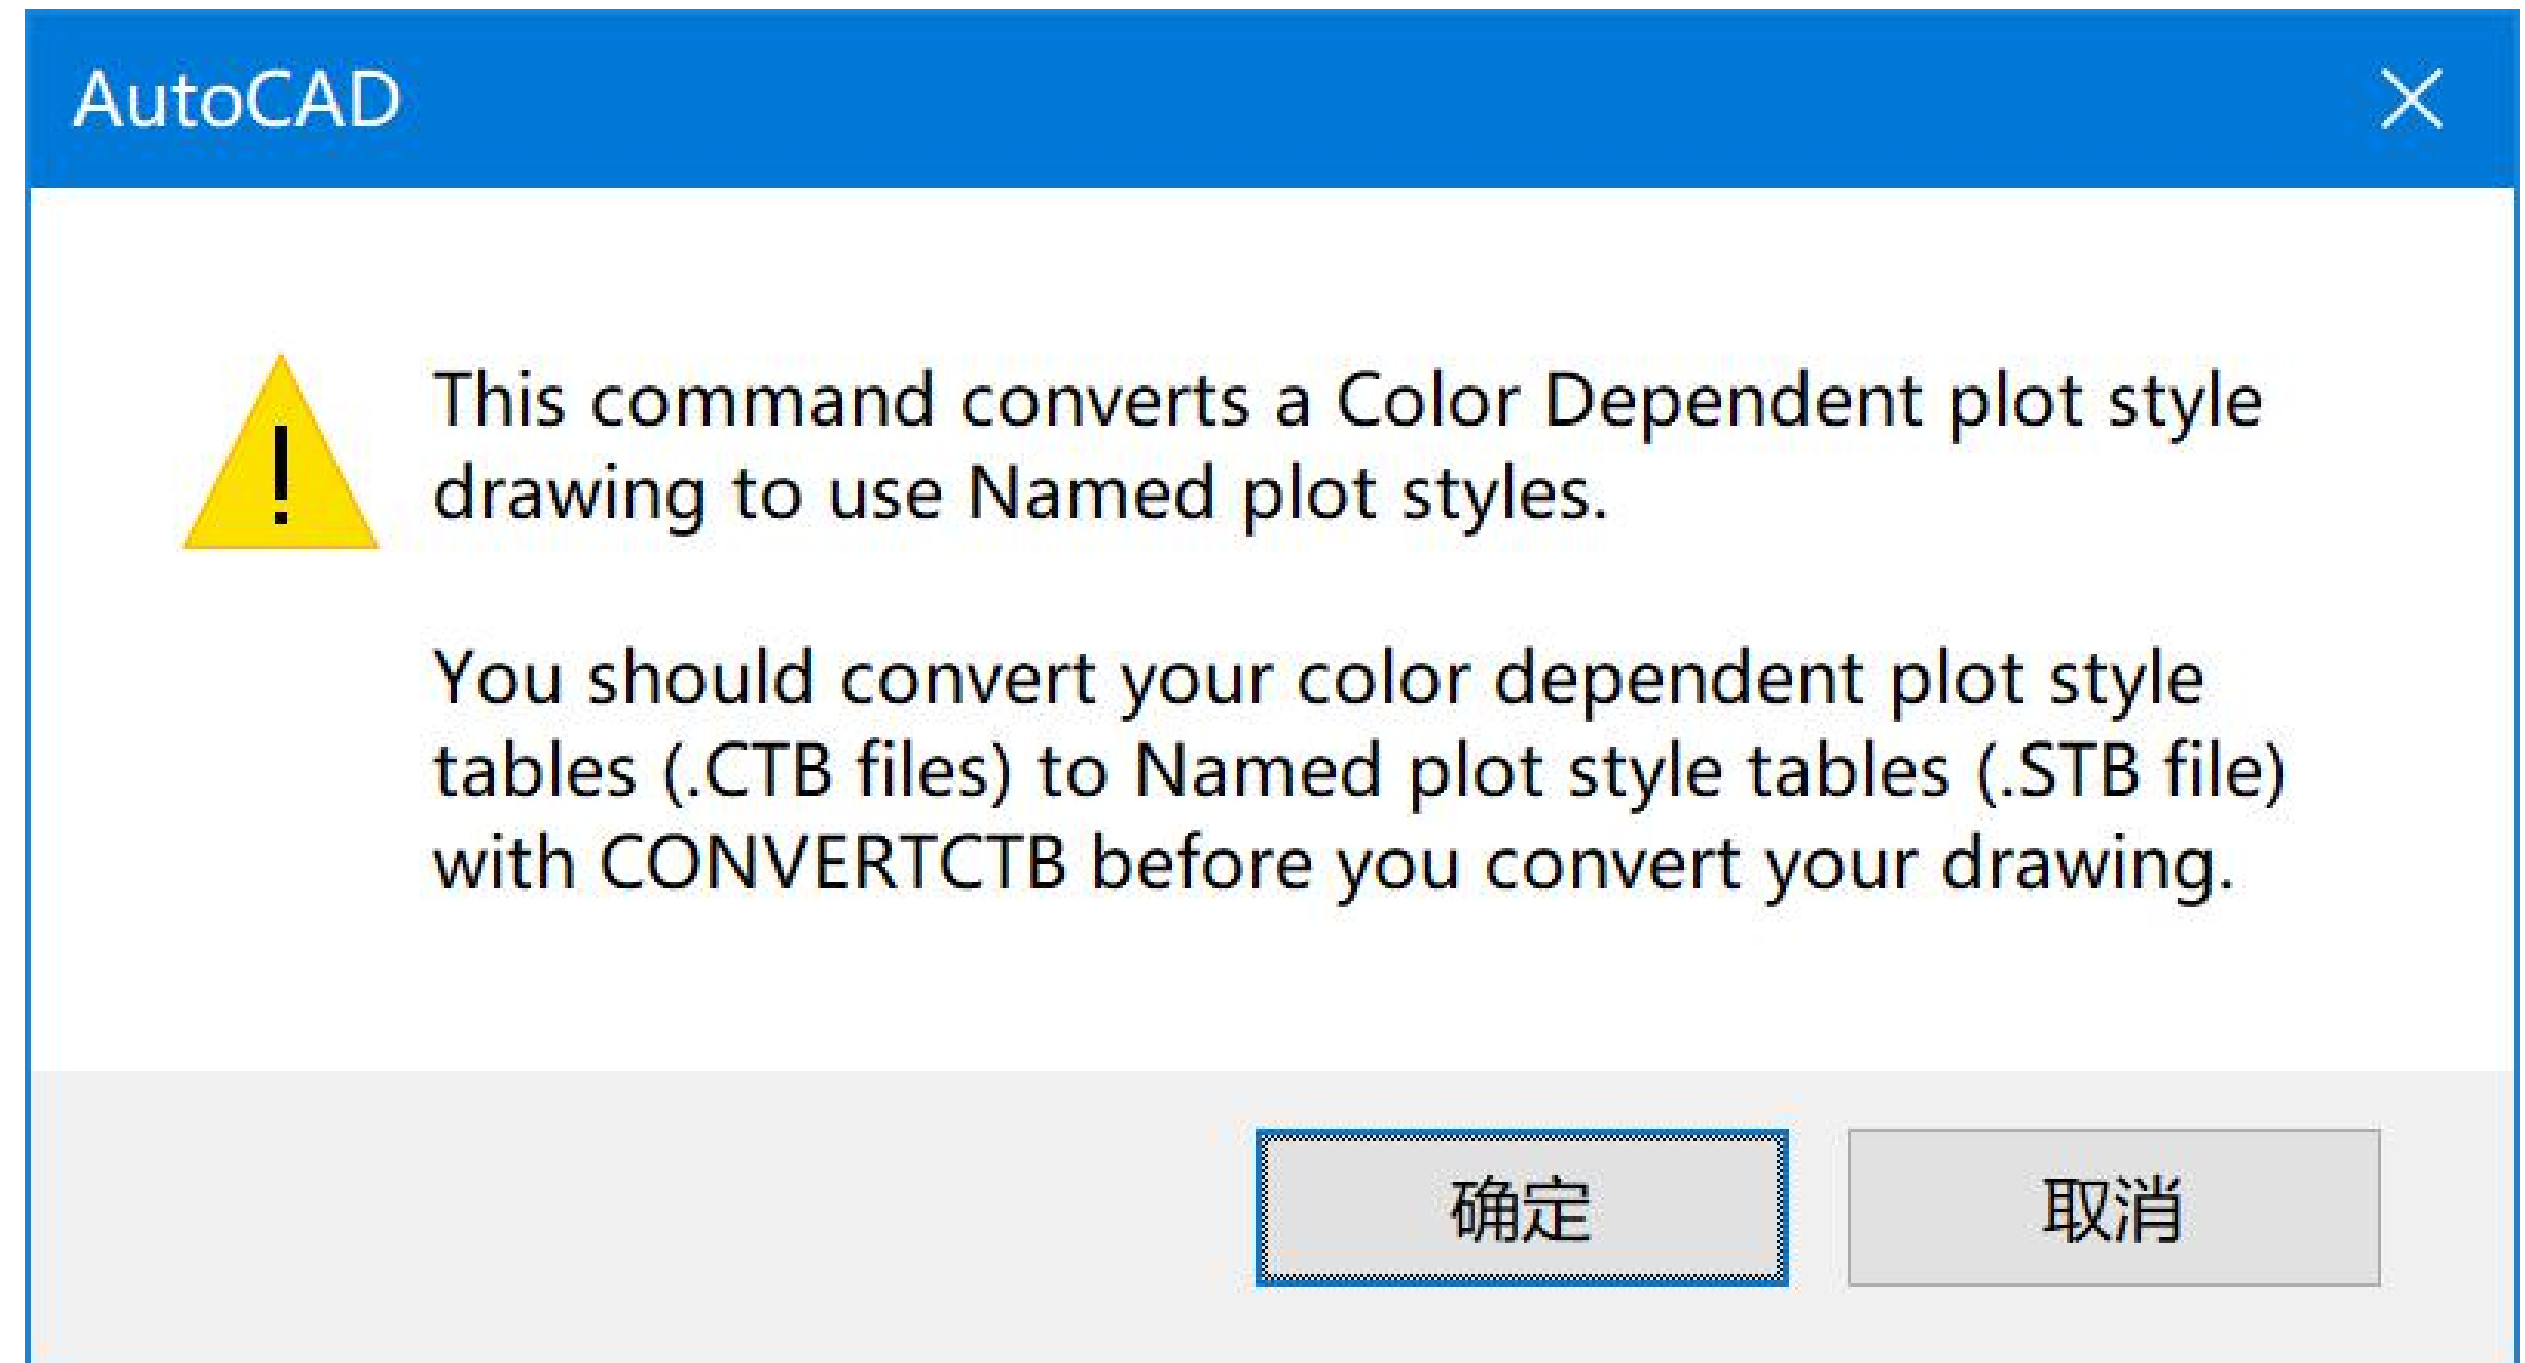 AutoCAD
This command converts a Color Dependent plot style
drawing to use Named plot styles.
You should convert your color dependent plot style
tables (.CTB files) to Named plot style tables (.STB file)
with CONVERTCTB before you convert your drawing.
确定
取消